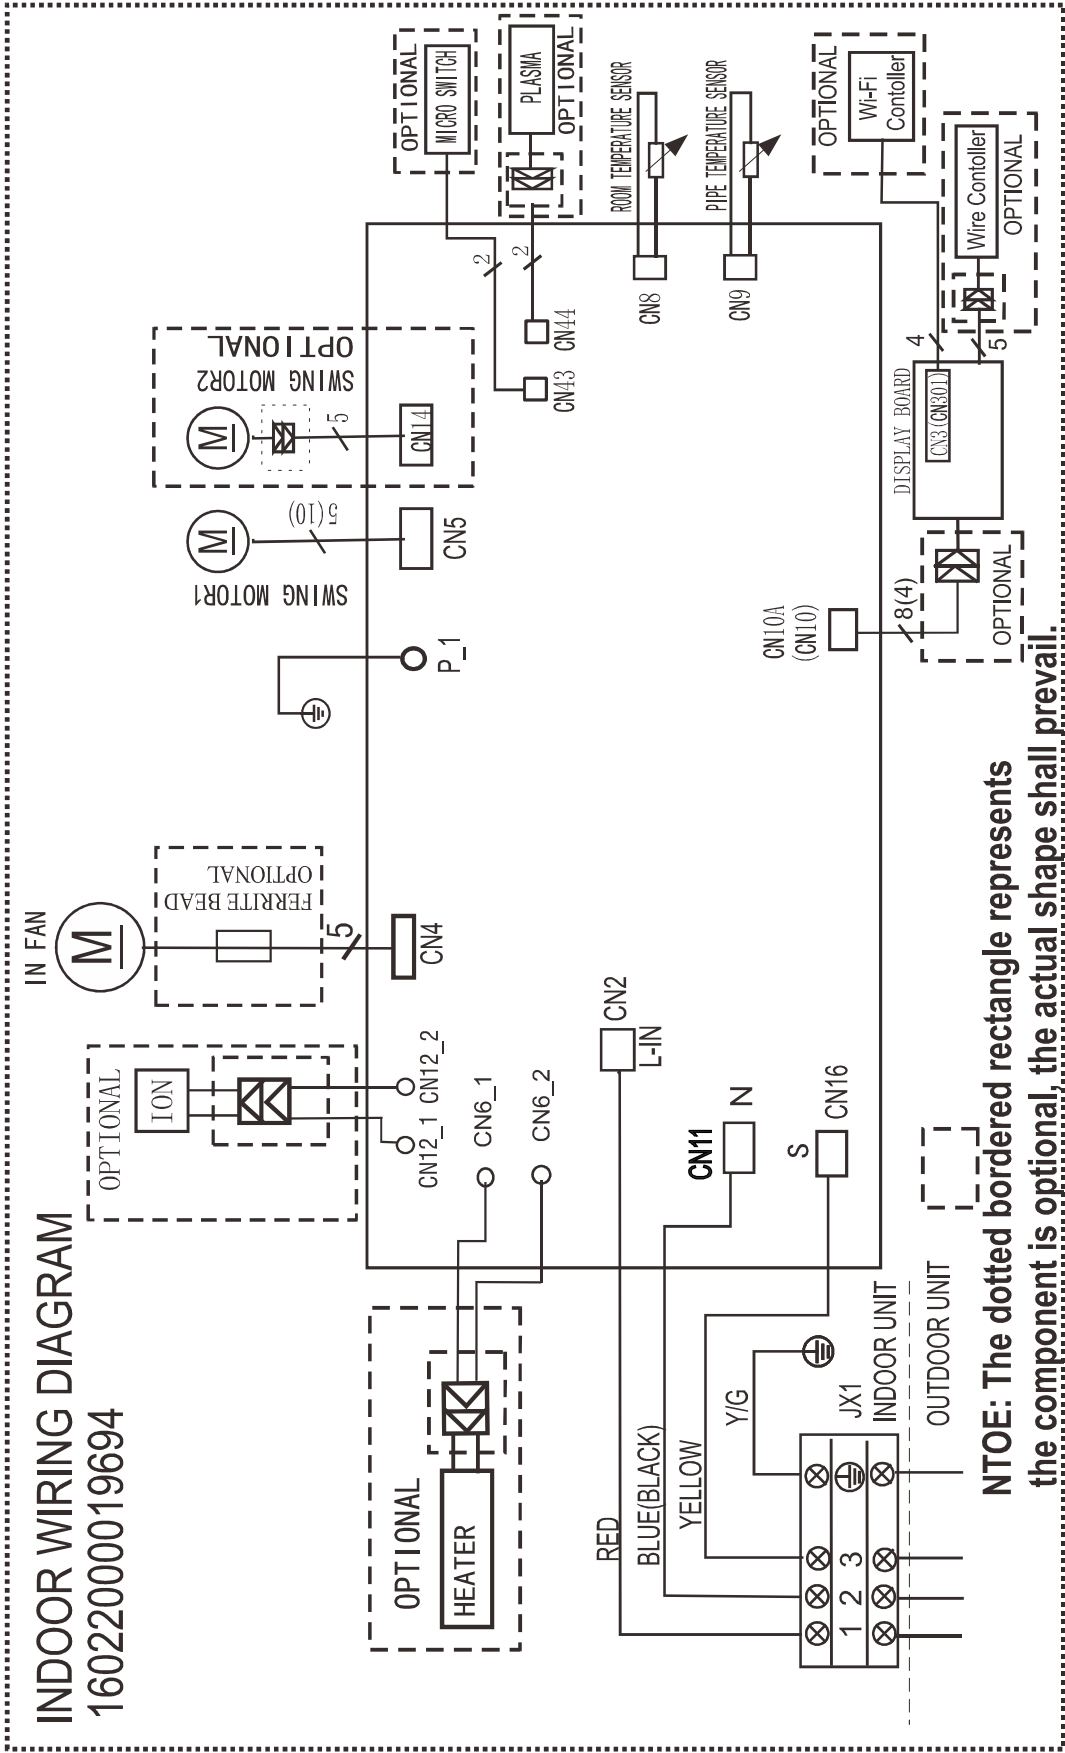 INDOOR WIRING DIAGRAM
16022000019694
OPTIONAL
HEATER
OPTIONAL
ION
CN12_1
CN12_2
CN6_1
CN6_2
IN FAN
M
FERRITE BEAD
OPTIONAL
5
CN4
P_1
SWING MOTOR1
M
5(10)
CN5
SWING MOTOR2
OPTIONAL
M
5
CN14
OPTIONAL
MICRO SWITCH
2
CN43
PLASMA
OPTIONAL
2
CN44
ROOM TEMPERATURE SENSOR
CN8
PIPE TEMPERATURE SENSOR
CN9
OPTIONAL
Wi-Fi
Contoller
4
Wire Contoller
OPTIONAL
5
DISPLAY BOARD
CN3(CN301)
OPTIONAL
8(4)
CN10A
(CN10)
CN2
L-IN
CN11
N
S
CN16
RED
BLUE(BLACK)
YELLOW
Y/G
1
2
3
JX1
INDOOR UNIT
OUTDOOR UNIT
NTOE: The dotted bordered rectangle represents
the component is optional, the actual shape shall prevail.